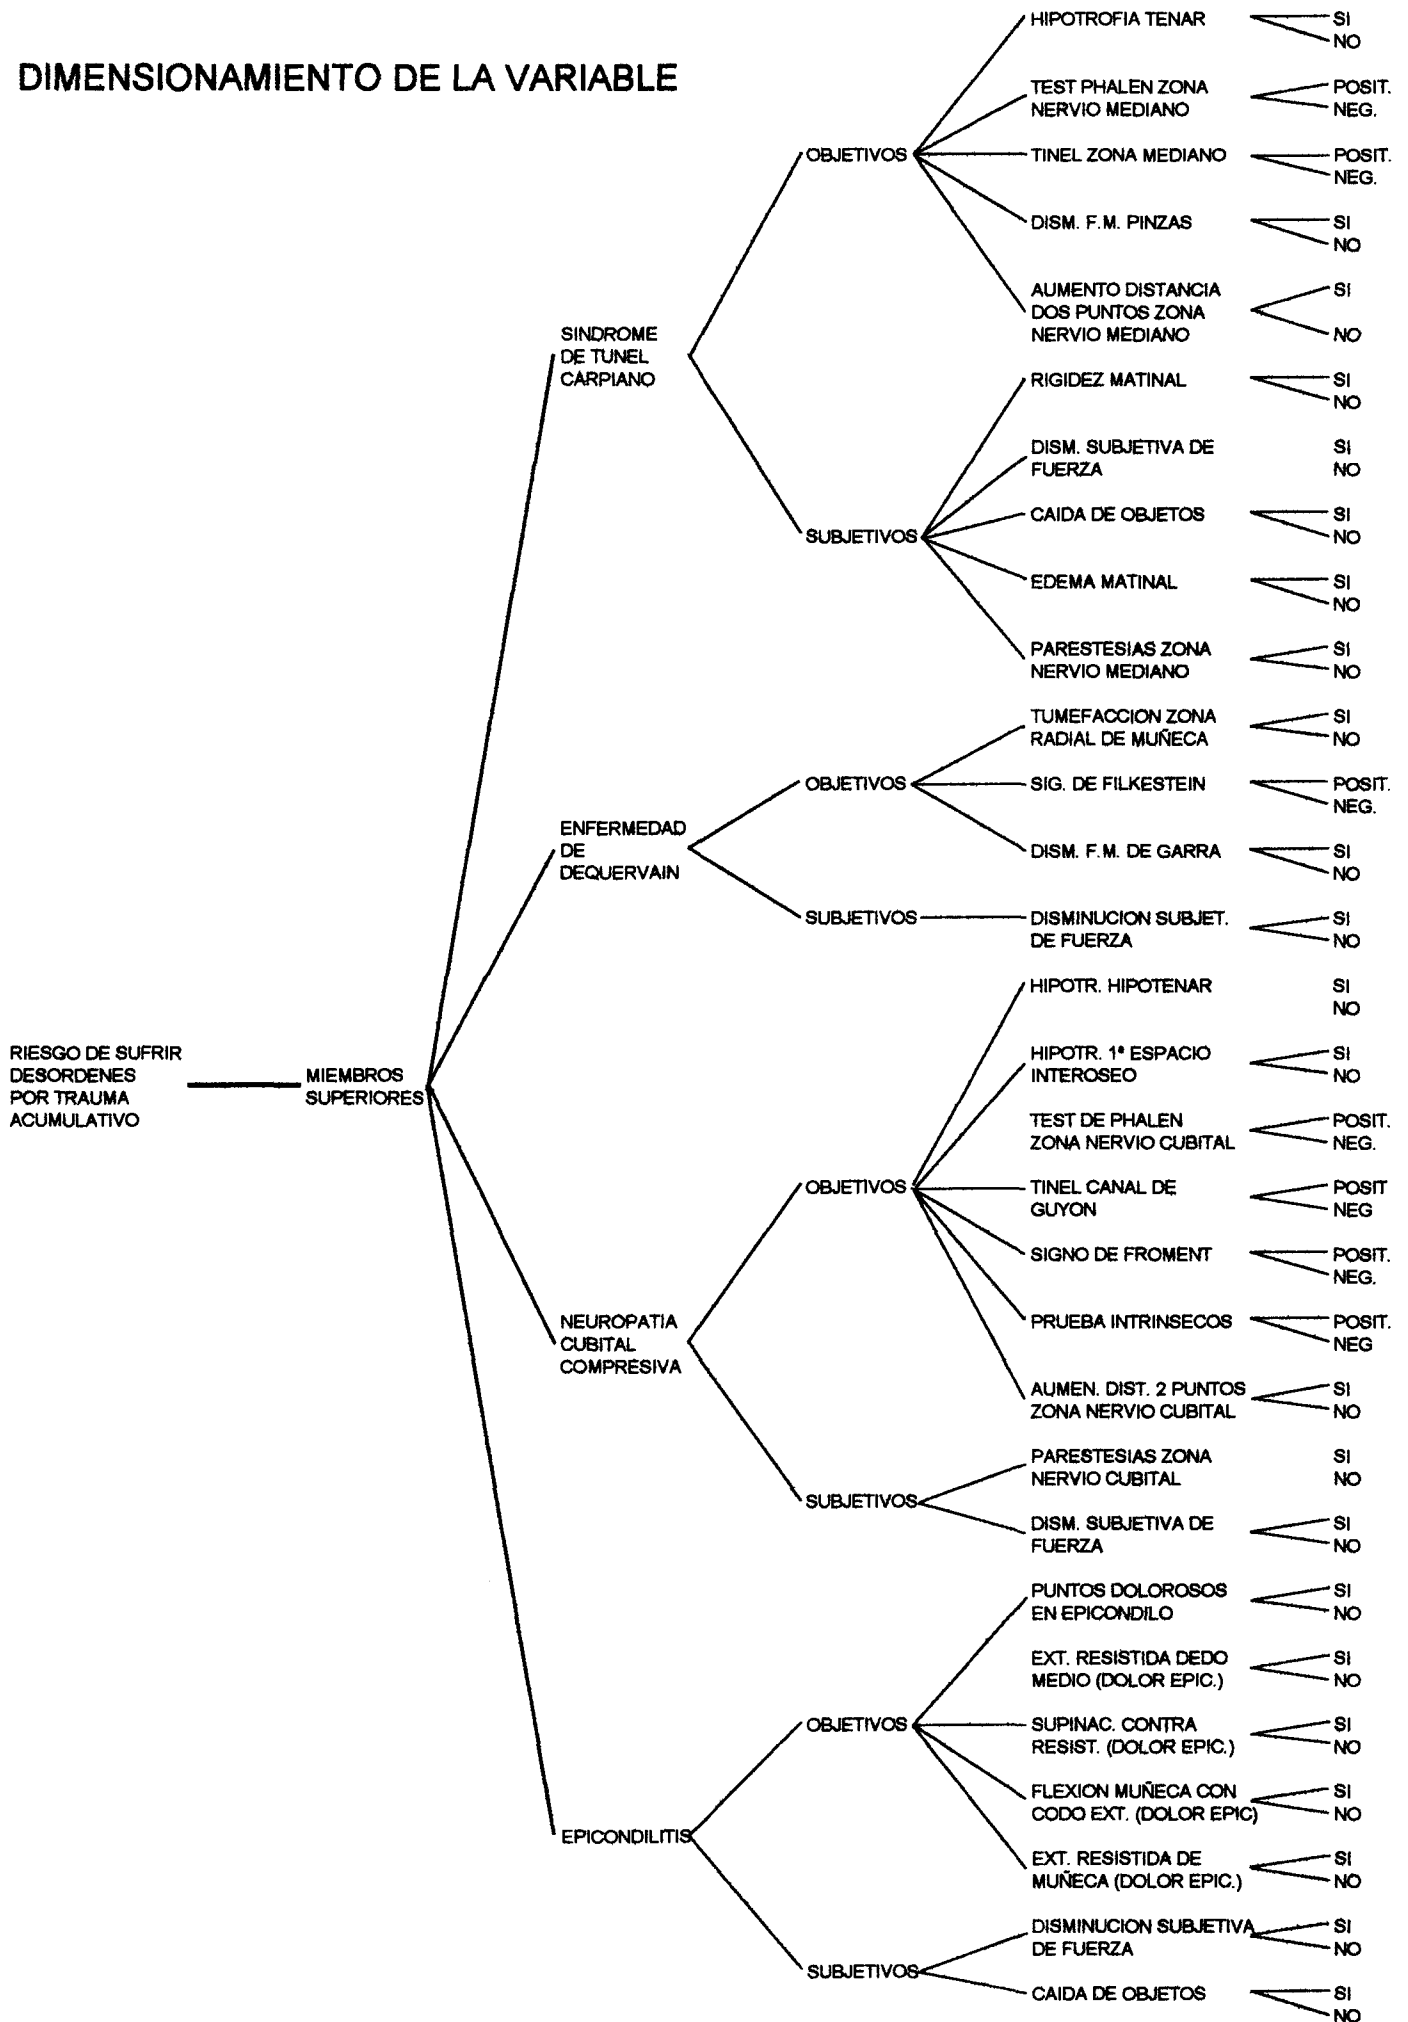 DIMENSIONAMIENTO DE LA VARIABLE
RIESGO DE SUFRIR
DESORDENES
POR TRAUMA
ACUMULATIVO
MIEMBROS
SUPERIORES
SINDROME
DE TUNEL
CARPIANO
OBJETIVOS
HIPOTROFIA TENAR
SI
NO
TEST PHALEN ZONA
NERVIO MEDIANO
POSIT.
NEG.
TINEL ZONA MEDIANO
POSIT.
NEG.
DISM. F.M. PINZAS
SI
NO
AUMENTO DISTANCIA
DOS PUNTOS ZONA
NERVIO MEDIANO
SI
NO
SUBJETIVOS
RIGIDEZ MATINAL
SI
NO
DISM. SUBJETIVA DE
FUERZA
SI
NO
CAIDA DE OBJETOS
SI
NO
EDEMA MATINAL
SI
NO
PARESTESIAS ZONA
NERVIO MEDIANO
SI
NO
ENFERMEDAD
DE
DEQUERVAIN
OBJETIVOS
TUMEFACCION ZONA
RADIAL DE MUÑECA
SI
NO
SIG. DE FILKESTEIN
POSIT.
NEG.
DISM. F.M. DE GARRA
SI
NO
SUBJETIVOS
DISMINUCION SUBJET.
DE FUERZA
SI
NO
NEUROPATIA
CUBITAL
COMPRESIVA
OBJETIVOS
HIPOTR. HIPOTENAR
SI
NO
HIPOTR. 1ª ESPACIO
INTEROSEO
SI
NO
TEST DE PHALEN
ZONA NERVIO CUBITAL
POSIT.
NEG.
TINEL CANAL DE
GUYON
POSIT
NEG
SIGNO DE FROMENT
POSIT.
NEG.
PRUEBA INTRINSECOS
POSIT.
NEG
AUMEN. DIST. 2 PUNTOS
ZONA NERVIO CUBITAL
SI
NO
SUBJETIVOS
PARESTESIAS ZONA
NERVIO CUBITAL
SI
NO
DISM. SUBJETIVA DE
FUERZA
SI
NO
EPICONDILITIS
OBJETIVOS
PUNTOS DOLOROSOS
EN EPICONDILO
SI
NO
EXT. RESISTIDA DEDO
MEDIO (DOLOR EPIC.)
SI
NO
SUPINAC. CONTRA
RESIST. (DOLOR EPIC.)
SI
NO
FLEXION MUÑECA CON
CODO EXT. (DOLOR EPIC)
SI
NO
EXT. RESISTIDA DE
MUÑECA (DOLOR EPIC.)
SI
NO
SUBJETIVOS
DISMINUCION SUBJETIVA
DE FUERZA
SI
NO
CAIDA DE OBJETOS
SI
NO